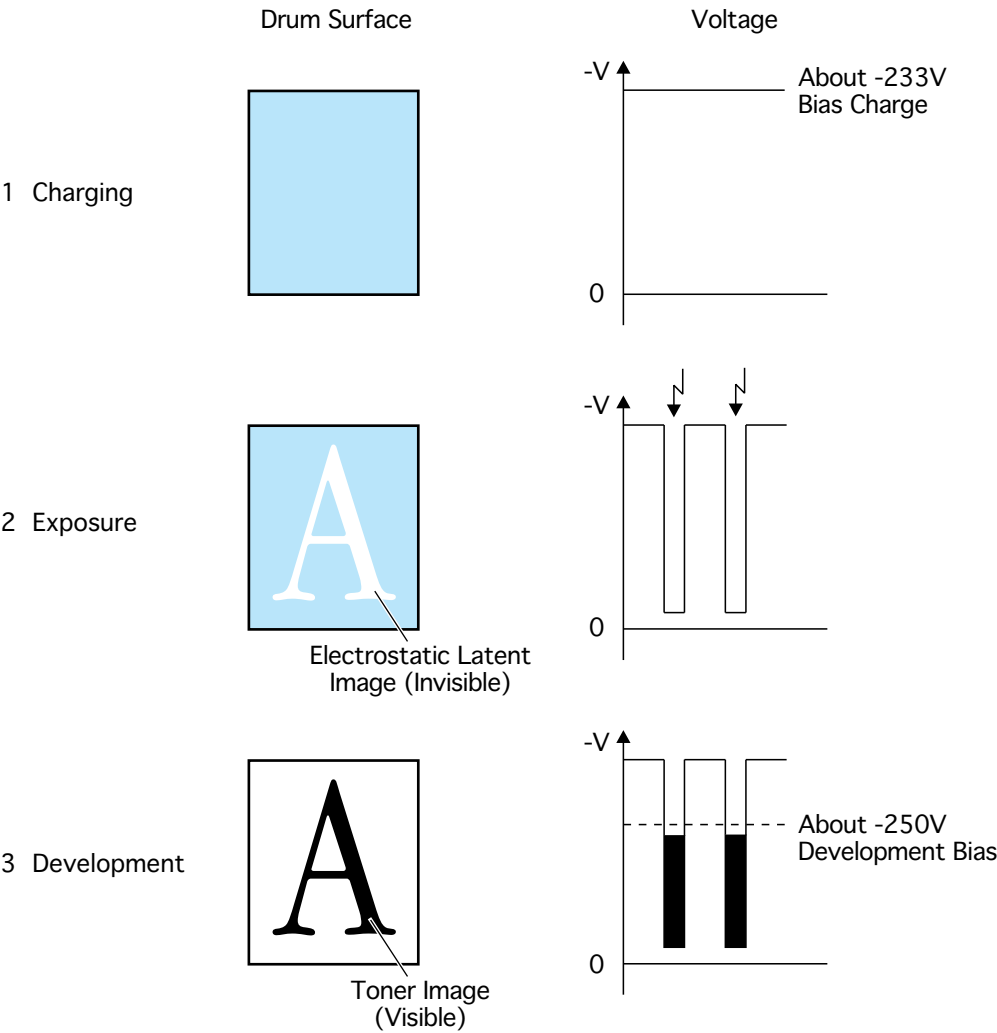 Drum Surface
Voltage
1 Charging
-V
About -233V
Bias Charge
0
2 Exposure
A
-V
0
Electrostatic Latent
Image (Invisible)
3 Development
A
-V
About -250V
Development Bias
0
Toner Image
(Visible)